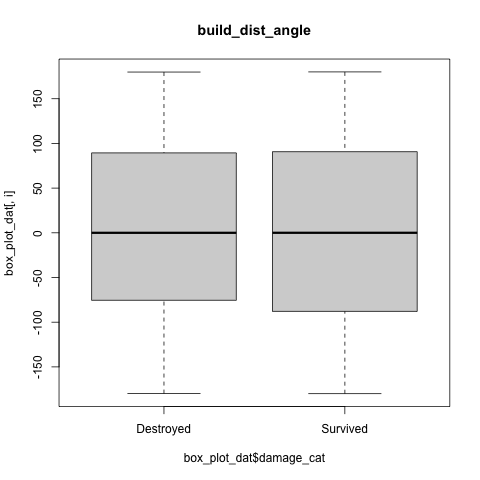 build_dist_angle
box_plot_dat[, i]
150
100
50
0
-50
-100
-150
Destroyed
Survived
box_plot_dat$damage_cat